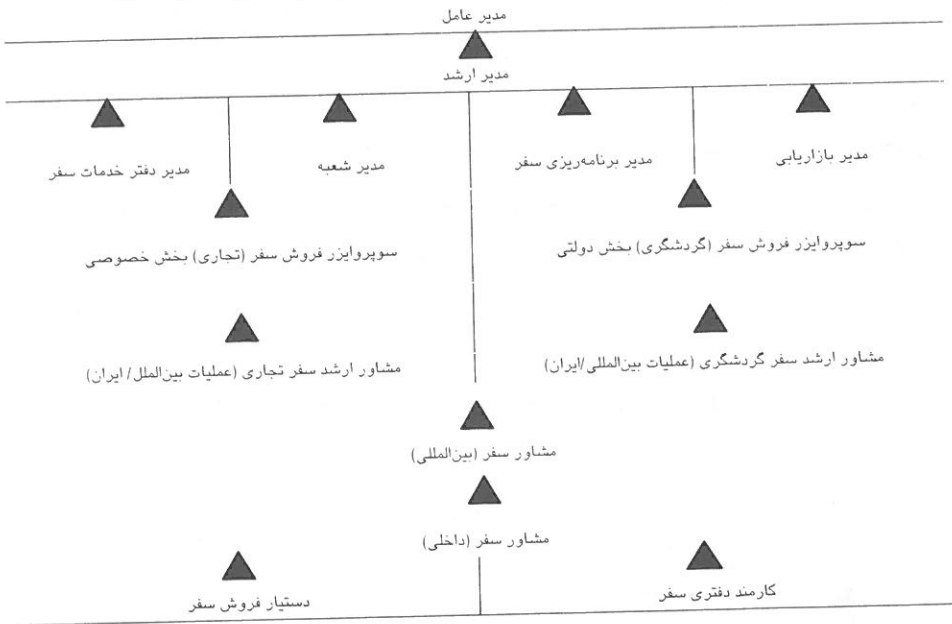 مدیر عامل
مدیر ارشد
مدیر بازاریابی
مدیر برنامه‌ریزی سفر
مدیر شعبه
مدیر دفتر خدمات سفر
سوپروایزر فروش سفر (گردشگری) بخش دولتی
سوپروایزر فروش سفر (تجاری) بخش خصوصی
مشاور ارشد سفر گردشگری (عملیات بین‌المللی/ایران)
مشاور ارشد سفر تجاری (عملیات بین‌الملل/ ایران)
مشاور سفر (بین‌المللی)
مشاور سفر (داخلی)
کارمند دفتری سفر
دستیار فروش سفر